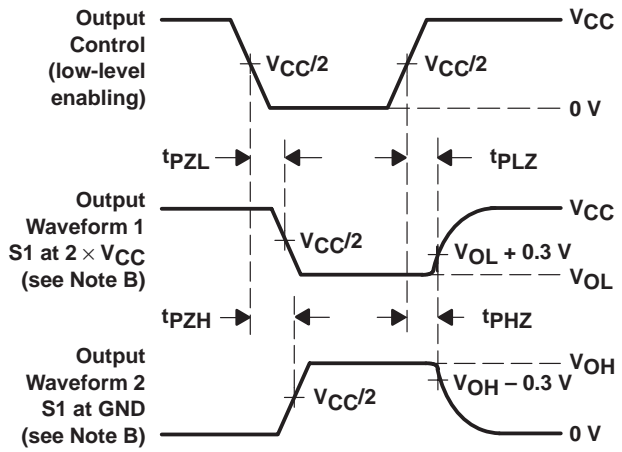 Output
Control
(low-level
enabling)
VCC
VCC/2
VCC/2
0 V
tPZL
tPLZ
Output
Waveform 1
S1 at 2 × VCC
(see Note B)
VCC
VCC/2
VOL + 0.3 V
VOL
tPZH
tPHZ
Output
Waveform 2
S1 at GND
(see Note B)
VOH
VCC/2
VOH − 0.3 V
0 V